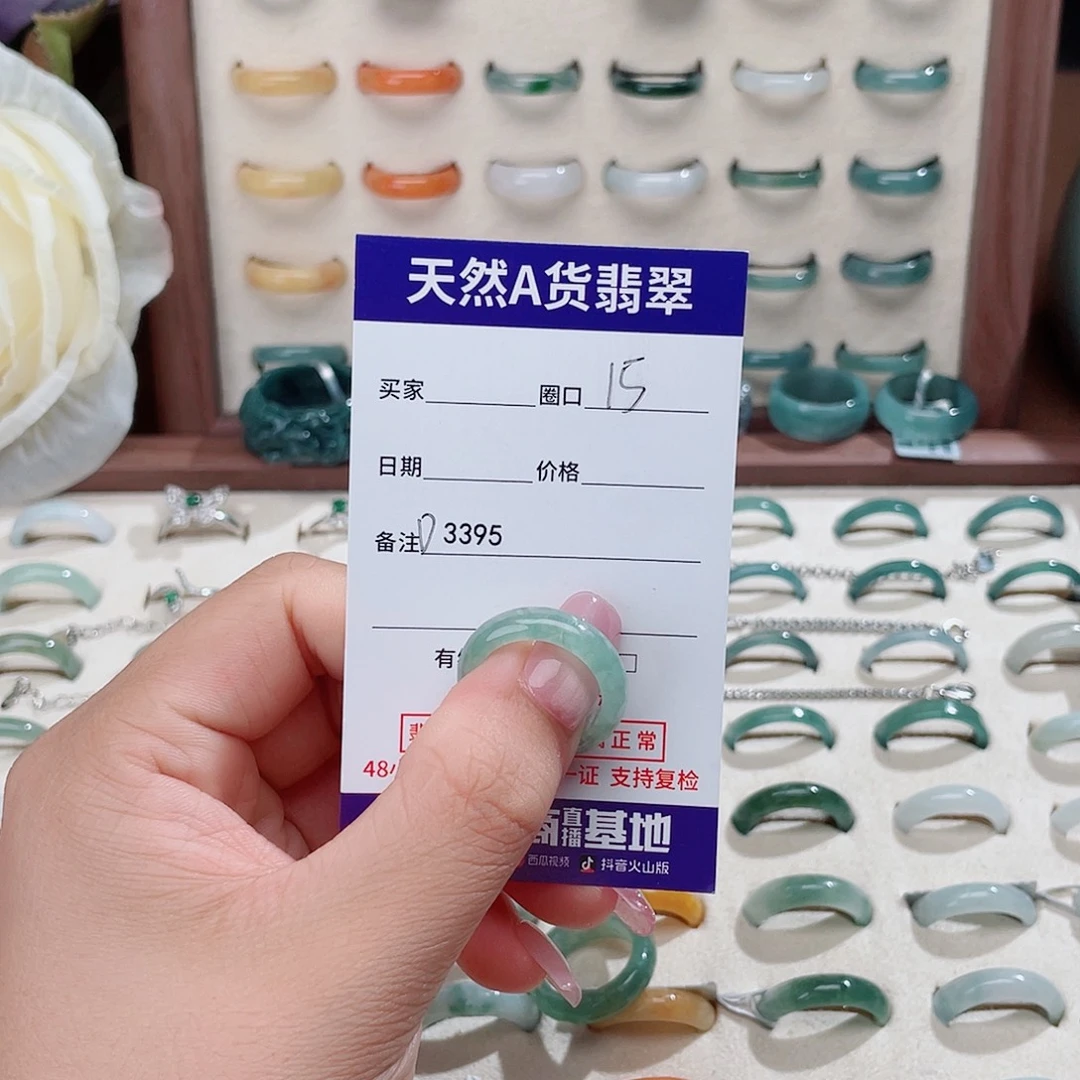 天然A货翡翠
买家 圈口 15
日期 价格
备注 D 3395
有
正常
48 一证 支持复检
直播基地
西瓜视频 抖音火山版